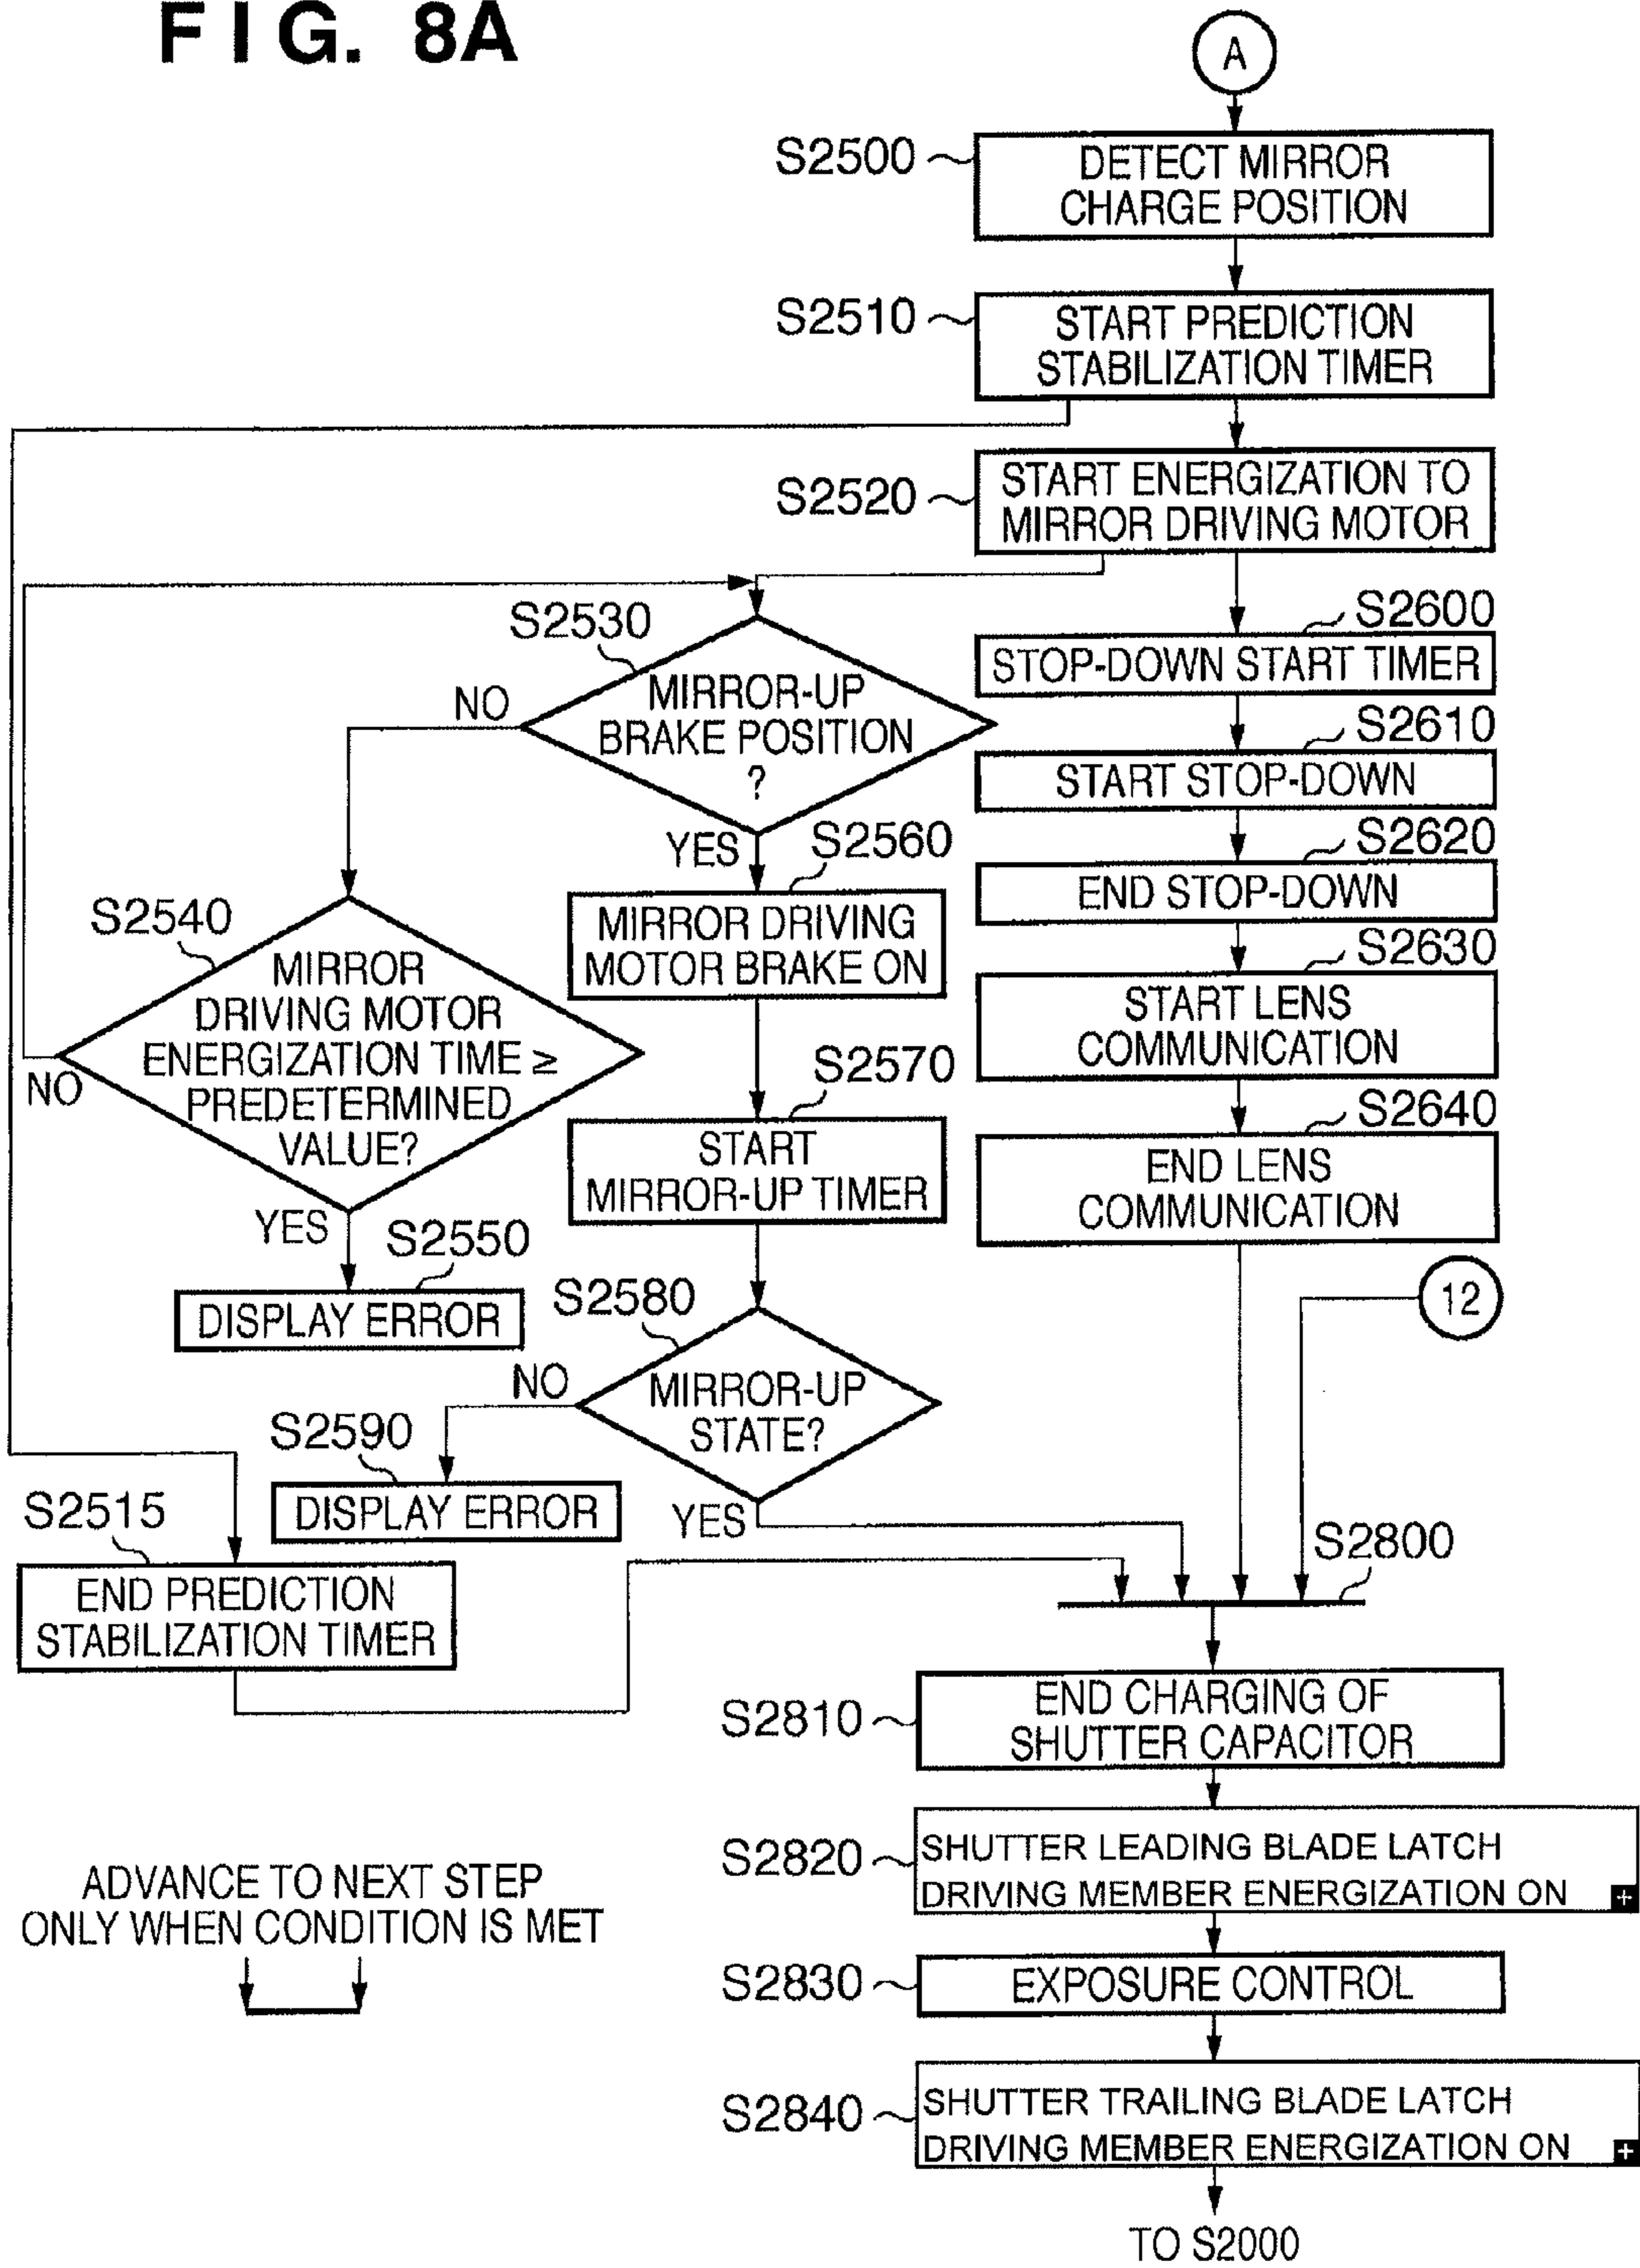 FIG. 8A
A
S2500
DETECT MIRROR
CHARGE POSITION
S2510
START PREDICTION
STABILIZATION TIMER
S2520
START ENERGIZATION TO
MIRROR DRIVING MOTOR
S2530
MIRROR-UP
BRAKE POSITION
?
NO
YES
S2540
MIRROR
DRIVING MOTOR
ENERGIZATION TIME ≥
PREDETERMINED
VALUE?
NO
YES
S2550
DISPLAY ERROR
S2560
MIRROR DRIVING
MOTOR BRAKE ON
S2570
START
MIRROR-UP TIMER
S2580
MIRROR-UP
STATE?
NO
YES
S2590
DISPLAY ERROR
S2515
END PREDICTION
STABILIZATION TIMER
S2600
STOP-DOWN START TIMER
S2610
START STOP-DOWN
S2620
END STOP-DOWN
S2630
START LENS
COMMUNICATION
S2640
END LENS
COMMUNICATION
12
S2800
S2810
END CHARGING OF
SHUTTER CAPACITOR
S2820
SHUTTER LEADING BLADE LATCH
DRIVING MEMBER ENERGIZATION ON
+
S2830
EXPOSURE CONTROL
S2840
SHUTTER TRAILING BLADE LATCH
DRIVING MEMBER ENERGIZATION ON
+
TO S2000
ADVANCE TO NEXT STEP
ONLY WHEN CONDITION IS MET